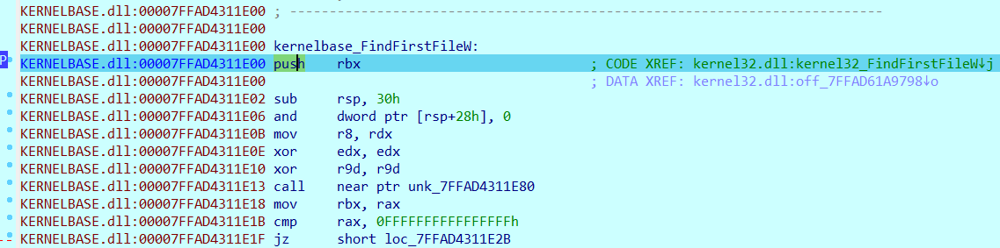 KERNELBASE.dll:00007FFAD4311E00 ; ---------------------------------------------------------------------------
KERNELBASE.dll:00007FFAD4311E00
KERNELBASE.dll:00007FFAD4311E00 kernelbase_FindFirstFileW:
P KERNELBASE.dll:00007FFAD4311E00 push rbx ; CODE XREF: kernel32.dll:kernel32_FindFirstFileW↓j
KERNELBASE.dll:00007FFAD4311E00 ; DATA XREF: kernel32.dll:off_7FFAD61A9798↓o
KERNELBASE.dll:00007FFAD4311E02 sub rsp, 30h
KERNELBASE.dll:00007FFAD4311E06 and dword ptr [rsp+28h], 0
KERNELBASE.dll:00007FFAD4311E0B mov r8, rdx
KERNELBASE.dll:00007FFAD4311E0E xor edx, edx
KERNELBASE.dll:00007FFAD4311E10 xor r9d, r9d
KERNELBASE.dll:00007FFAD4311E13 call near ptr unk_7FFAD4311E80
KERNELBASE.dll:00007FFAD4311E18 mov rbx, rax
KERNELBASE.dll:00007FFAD4311E1B cmp rax, 0FFFFFFFFFFFFFFFFh
KERNELBASE.dll:00007FFAD4311E1F jz short loc_7FFAD4311E2B